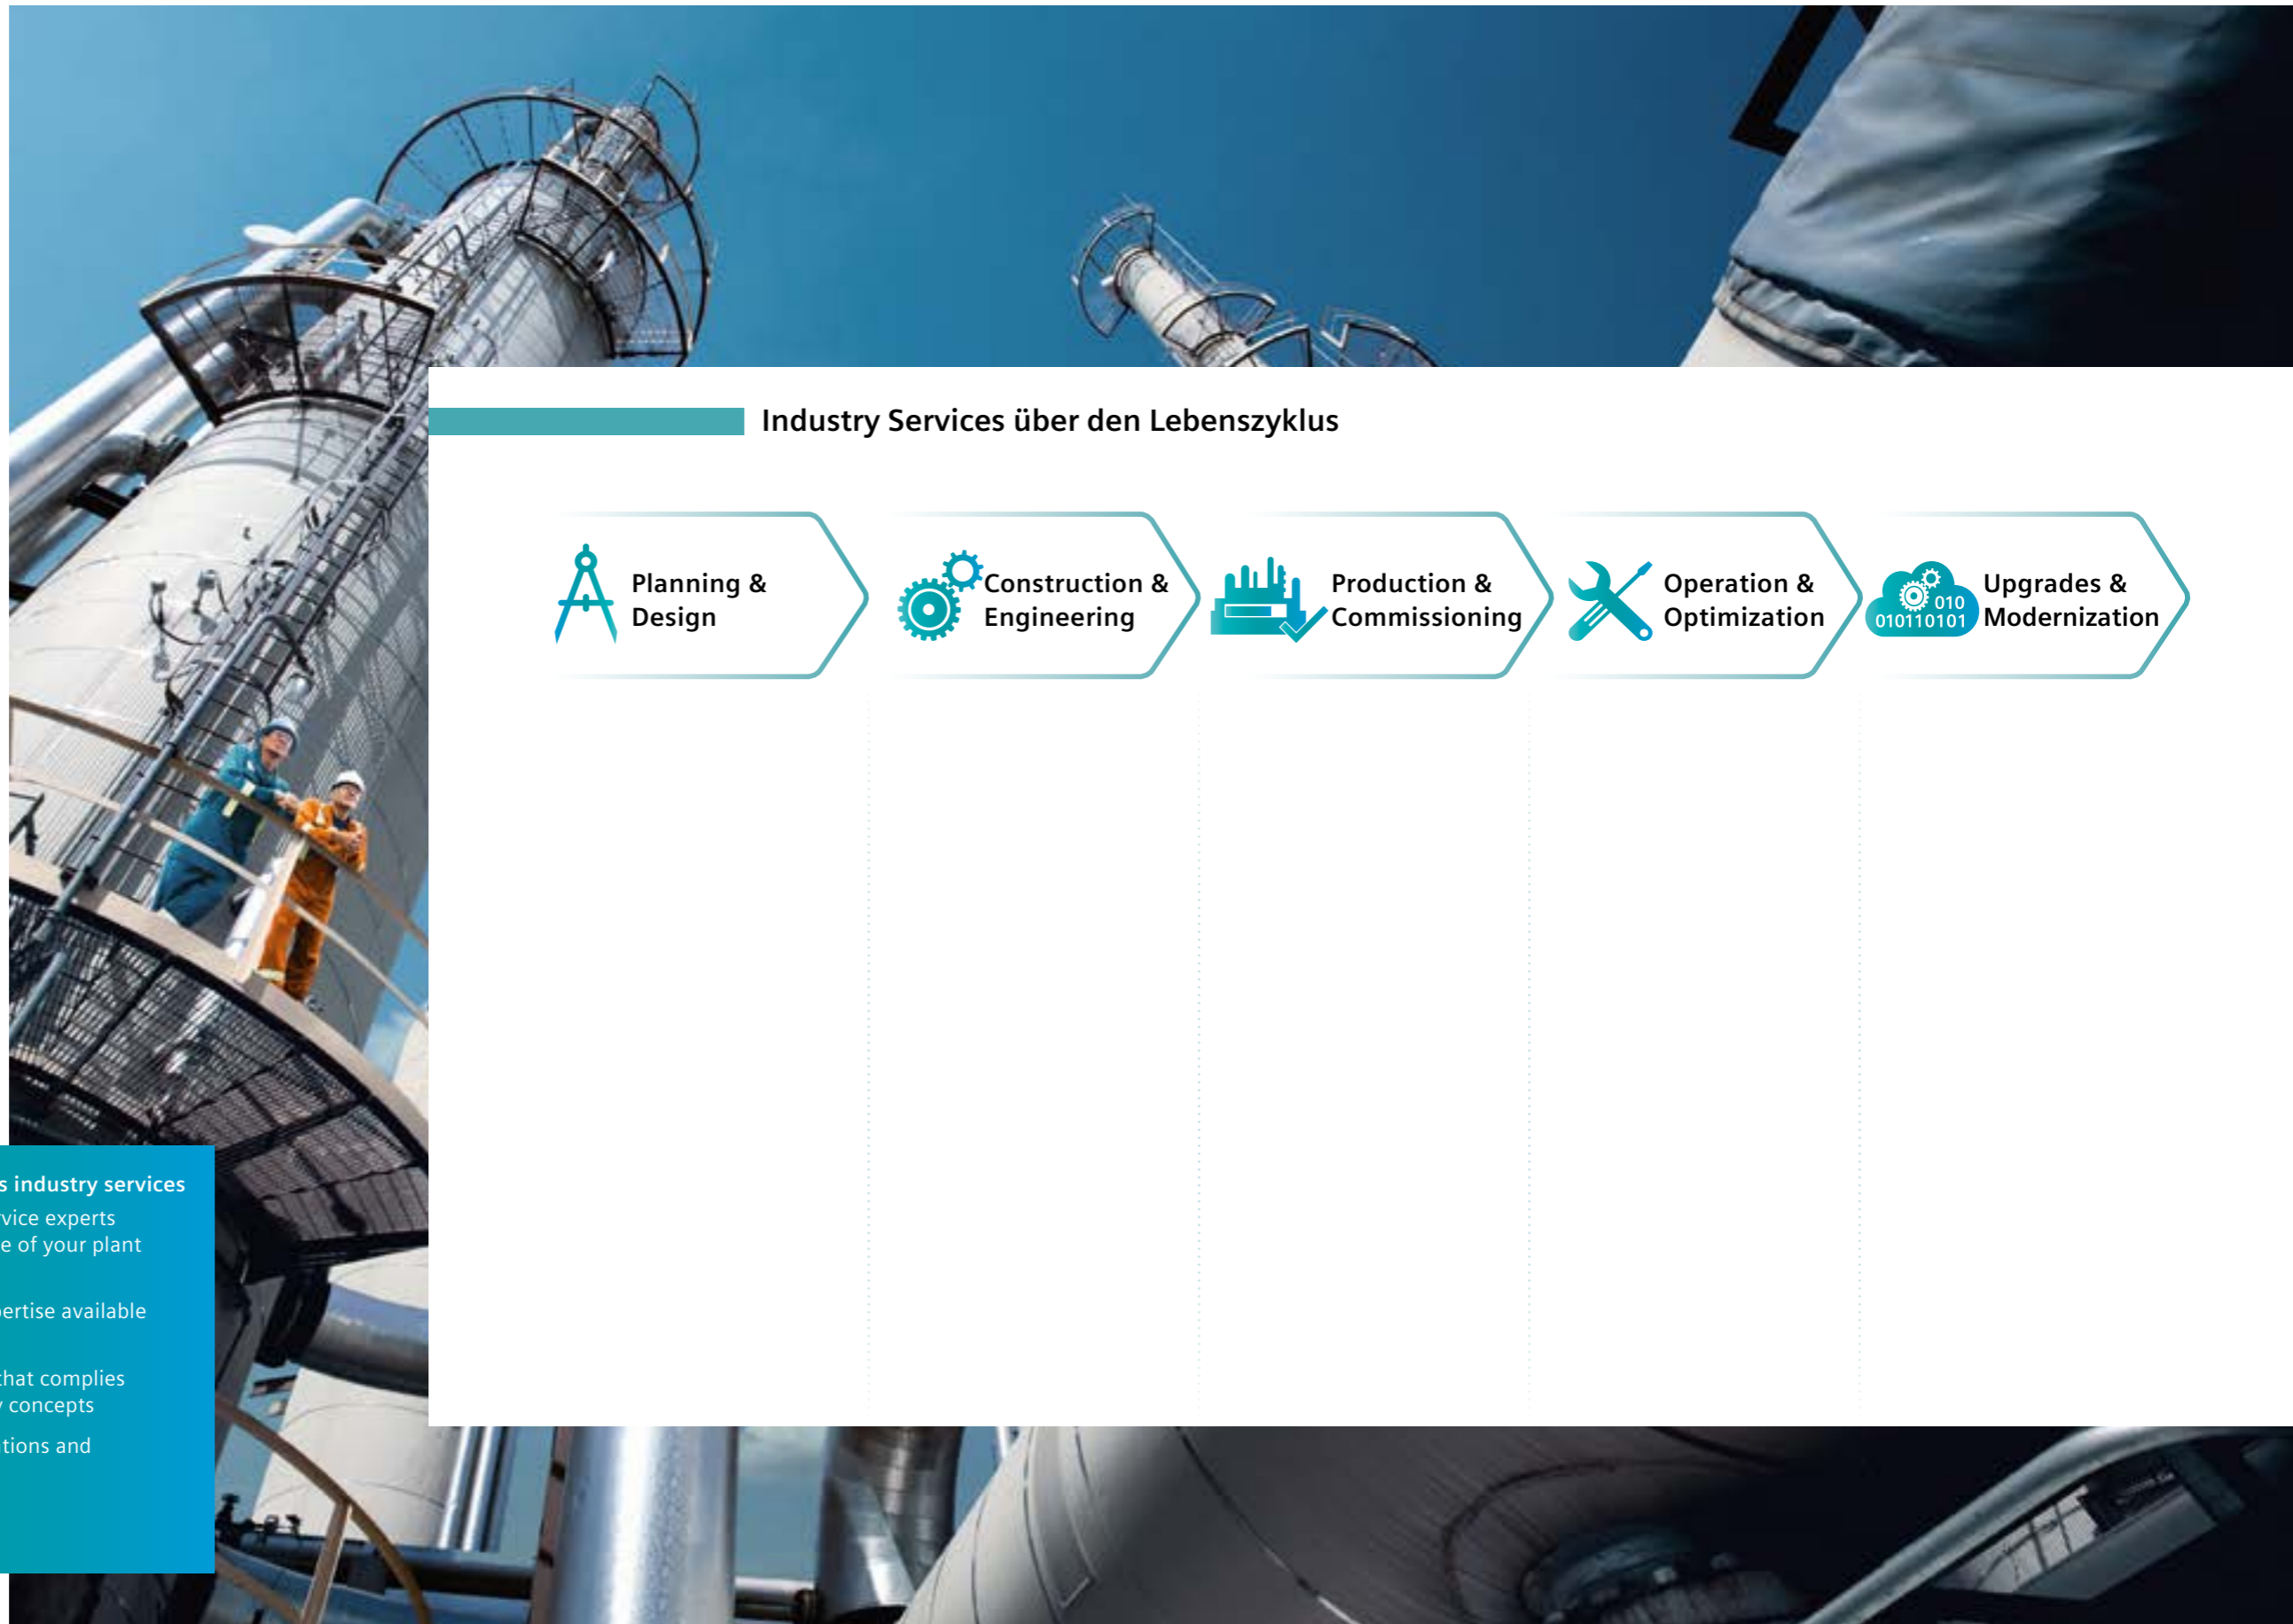 Industry Services über den Lebenszyklus
Planning &
Design
Construction &
Engineering
Production &
Commissioning
Operation &
Optimization
010
010110101
Upgrades &
Modernization
s industry services
vice experts
e of your plant
ertise available
that complies
concepts
tions and